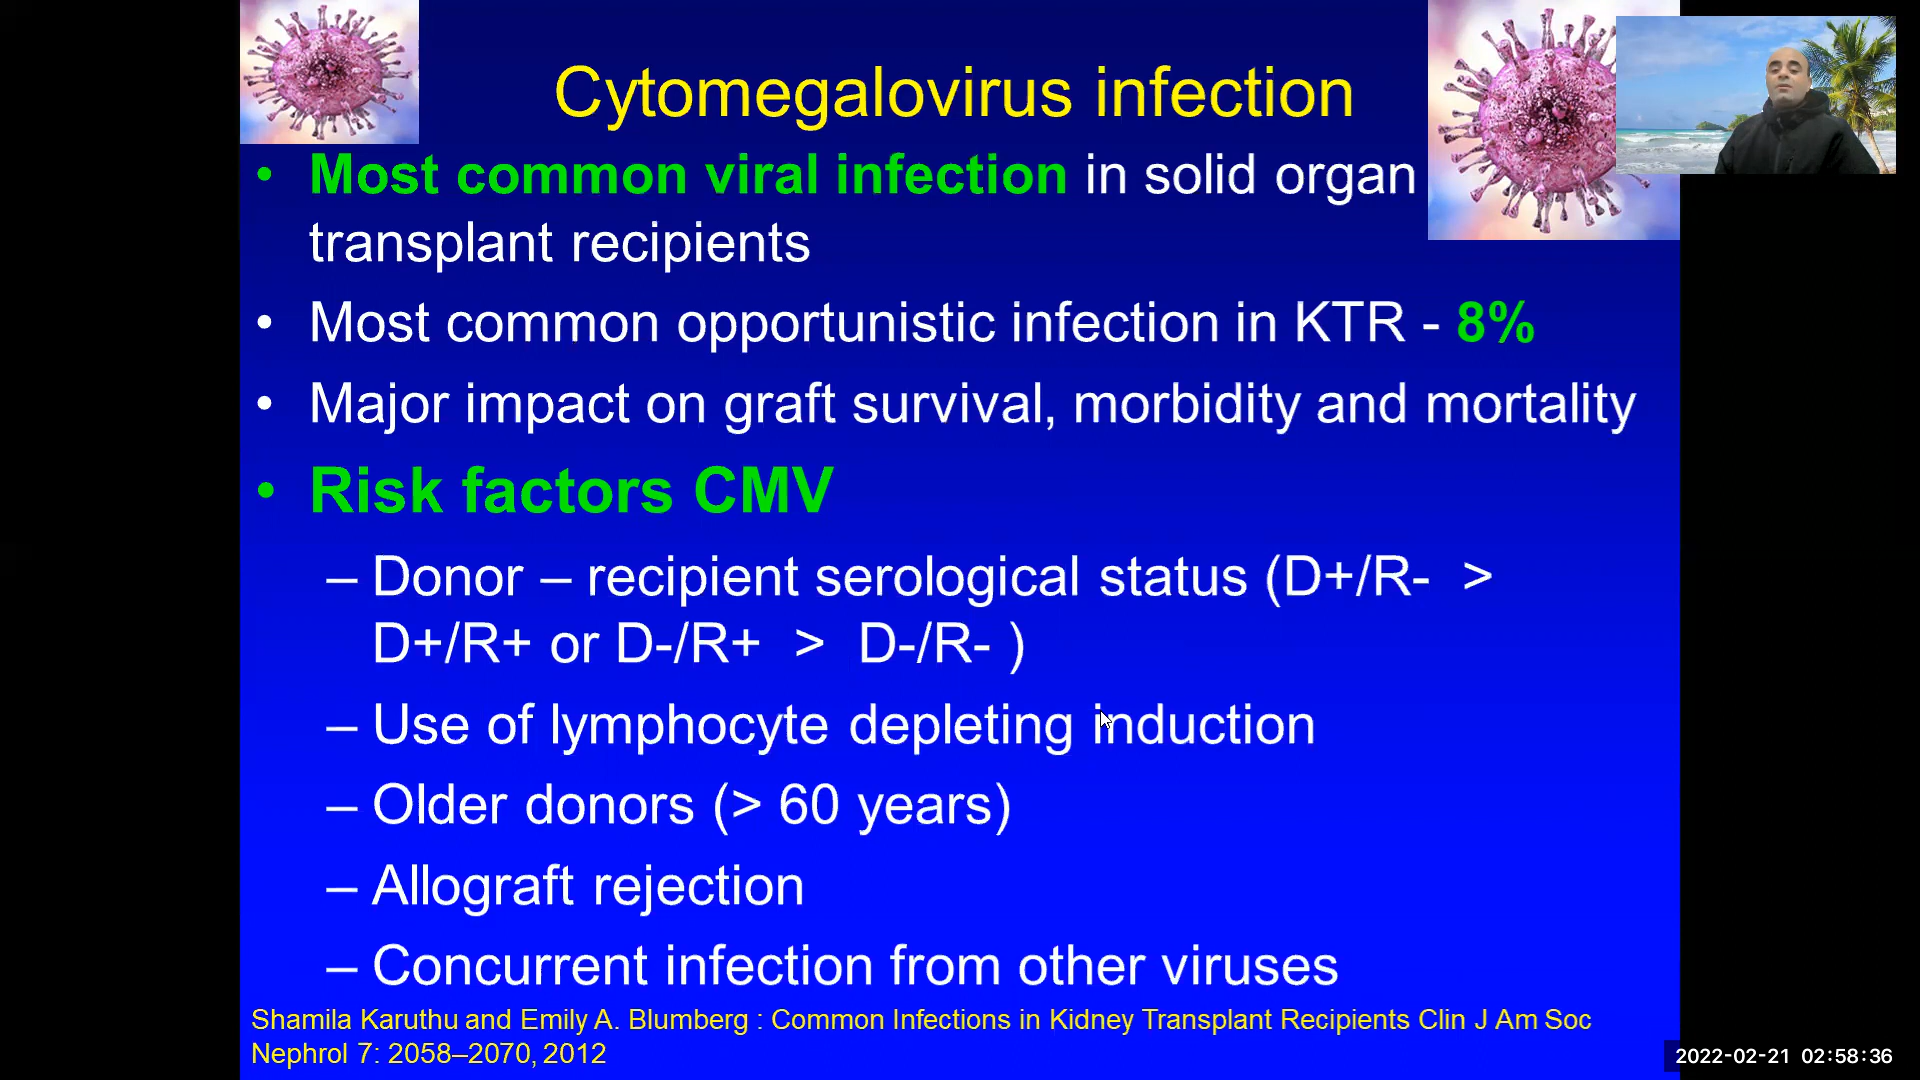 Cytomegalovirus infection
• Most common viral infection in solid organ
transplant recipients
• Most common opportunistic infection in KTR - 8%
• Major impact on graft survival, morbidity and mortality
• Risk factors CMV
– Donor – recipient serological status (D+/R- >
D+/R+ or D-/R+ > D-/R- )
– Use of lymphocyte depleting induction
– Older donors (> 60 years)
– Allograft rejection
– Concurrent infection from other viruses
Shamila Karuthu and Emily A. Blumberg : Common Infections in Kidney Transplant Recipients Clin J Am Soc
Nephrol 7: 2058–2070, 2012
2022-02-21 02:58:36